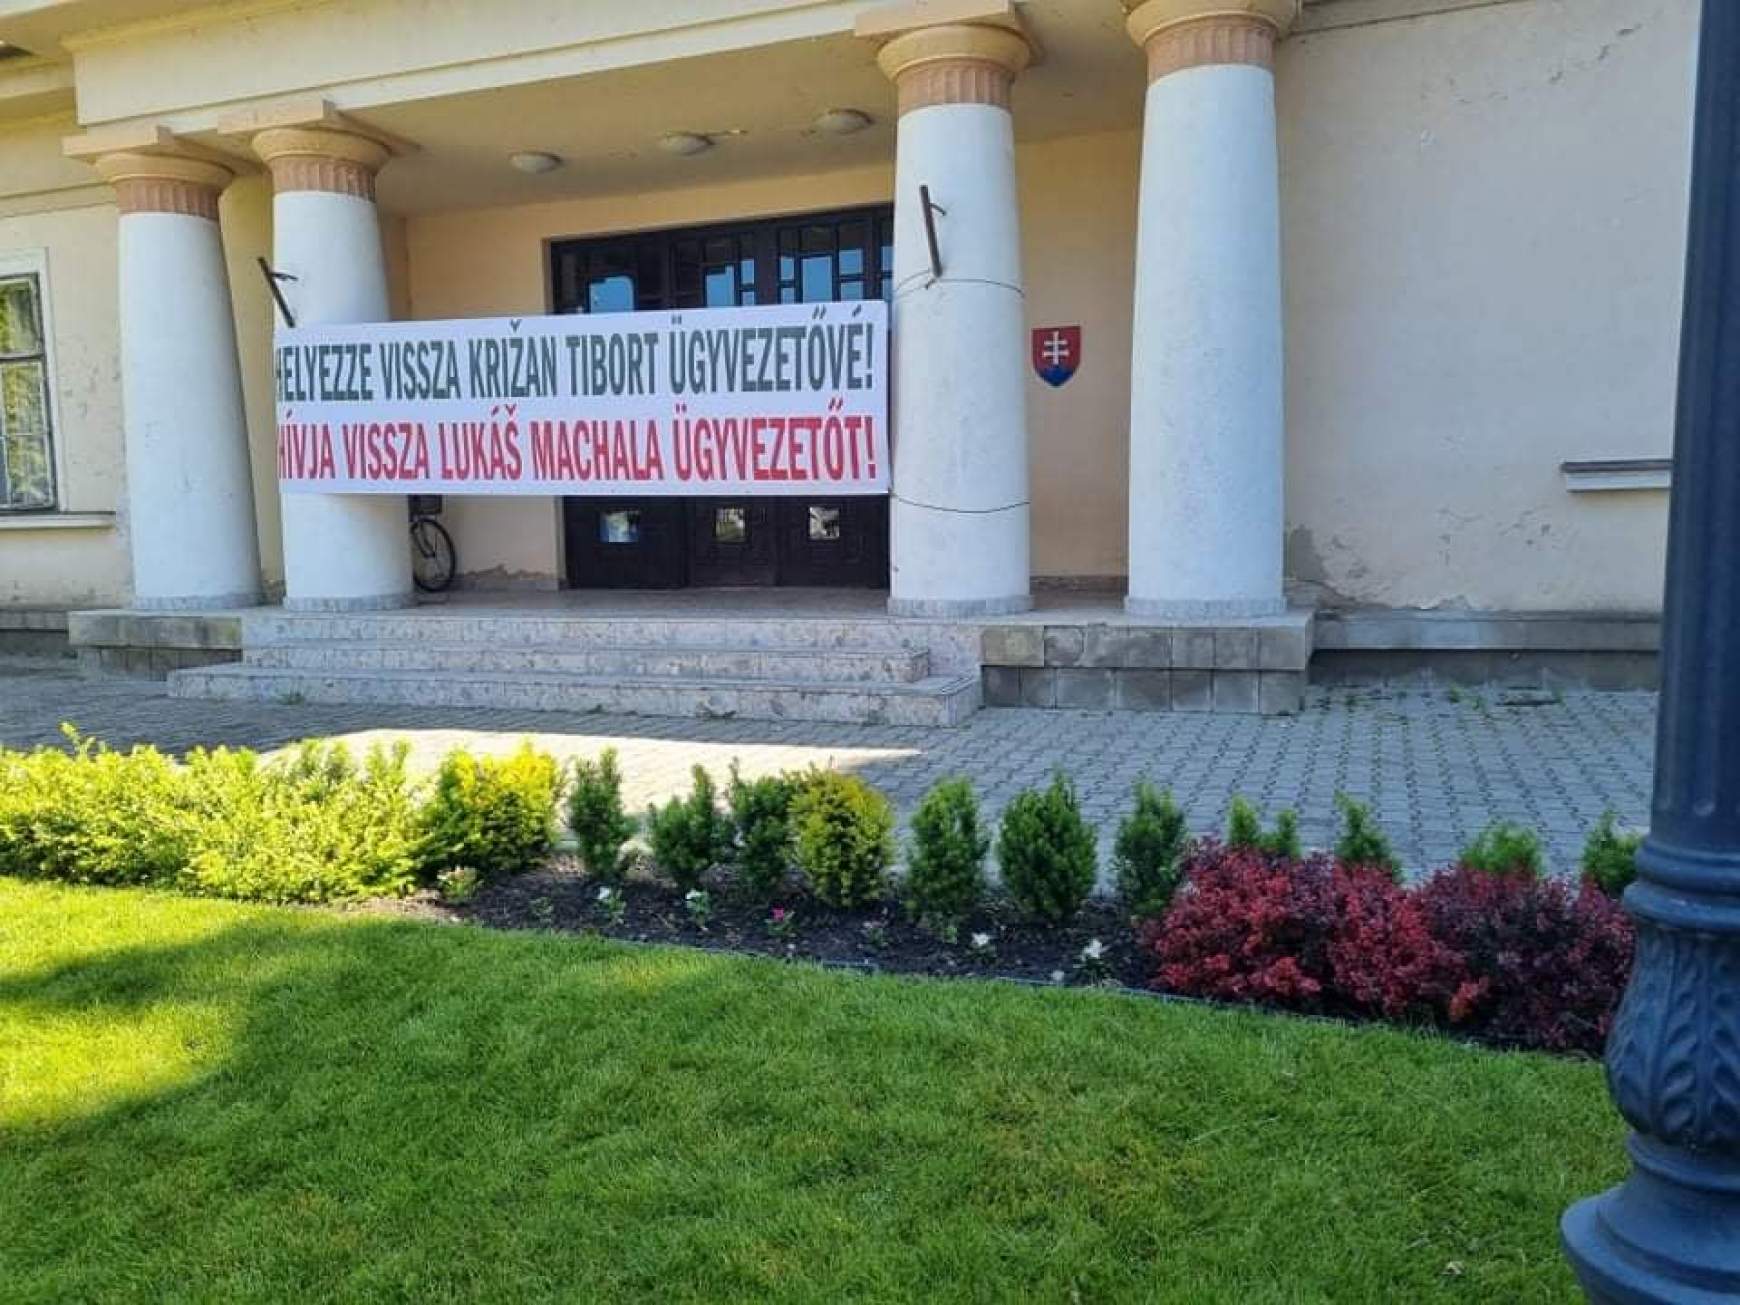 HELYEZZE VISSZA KRIŽAN TIBORT ÜGYVEZETŐVÉ!
HÍVJA VISSZA LUKÁŠ MACHALA ÜGYVEZETŐT!